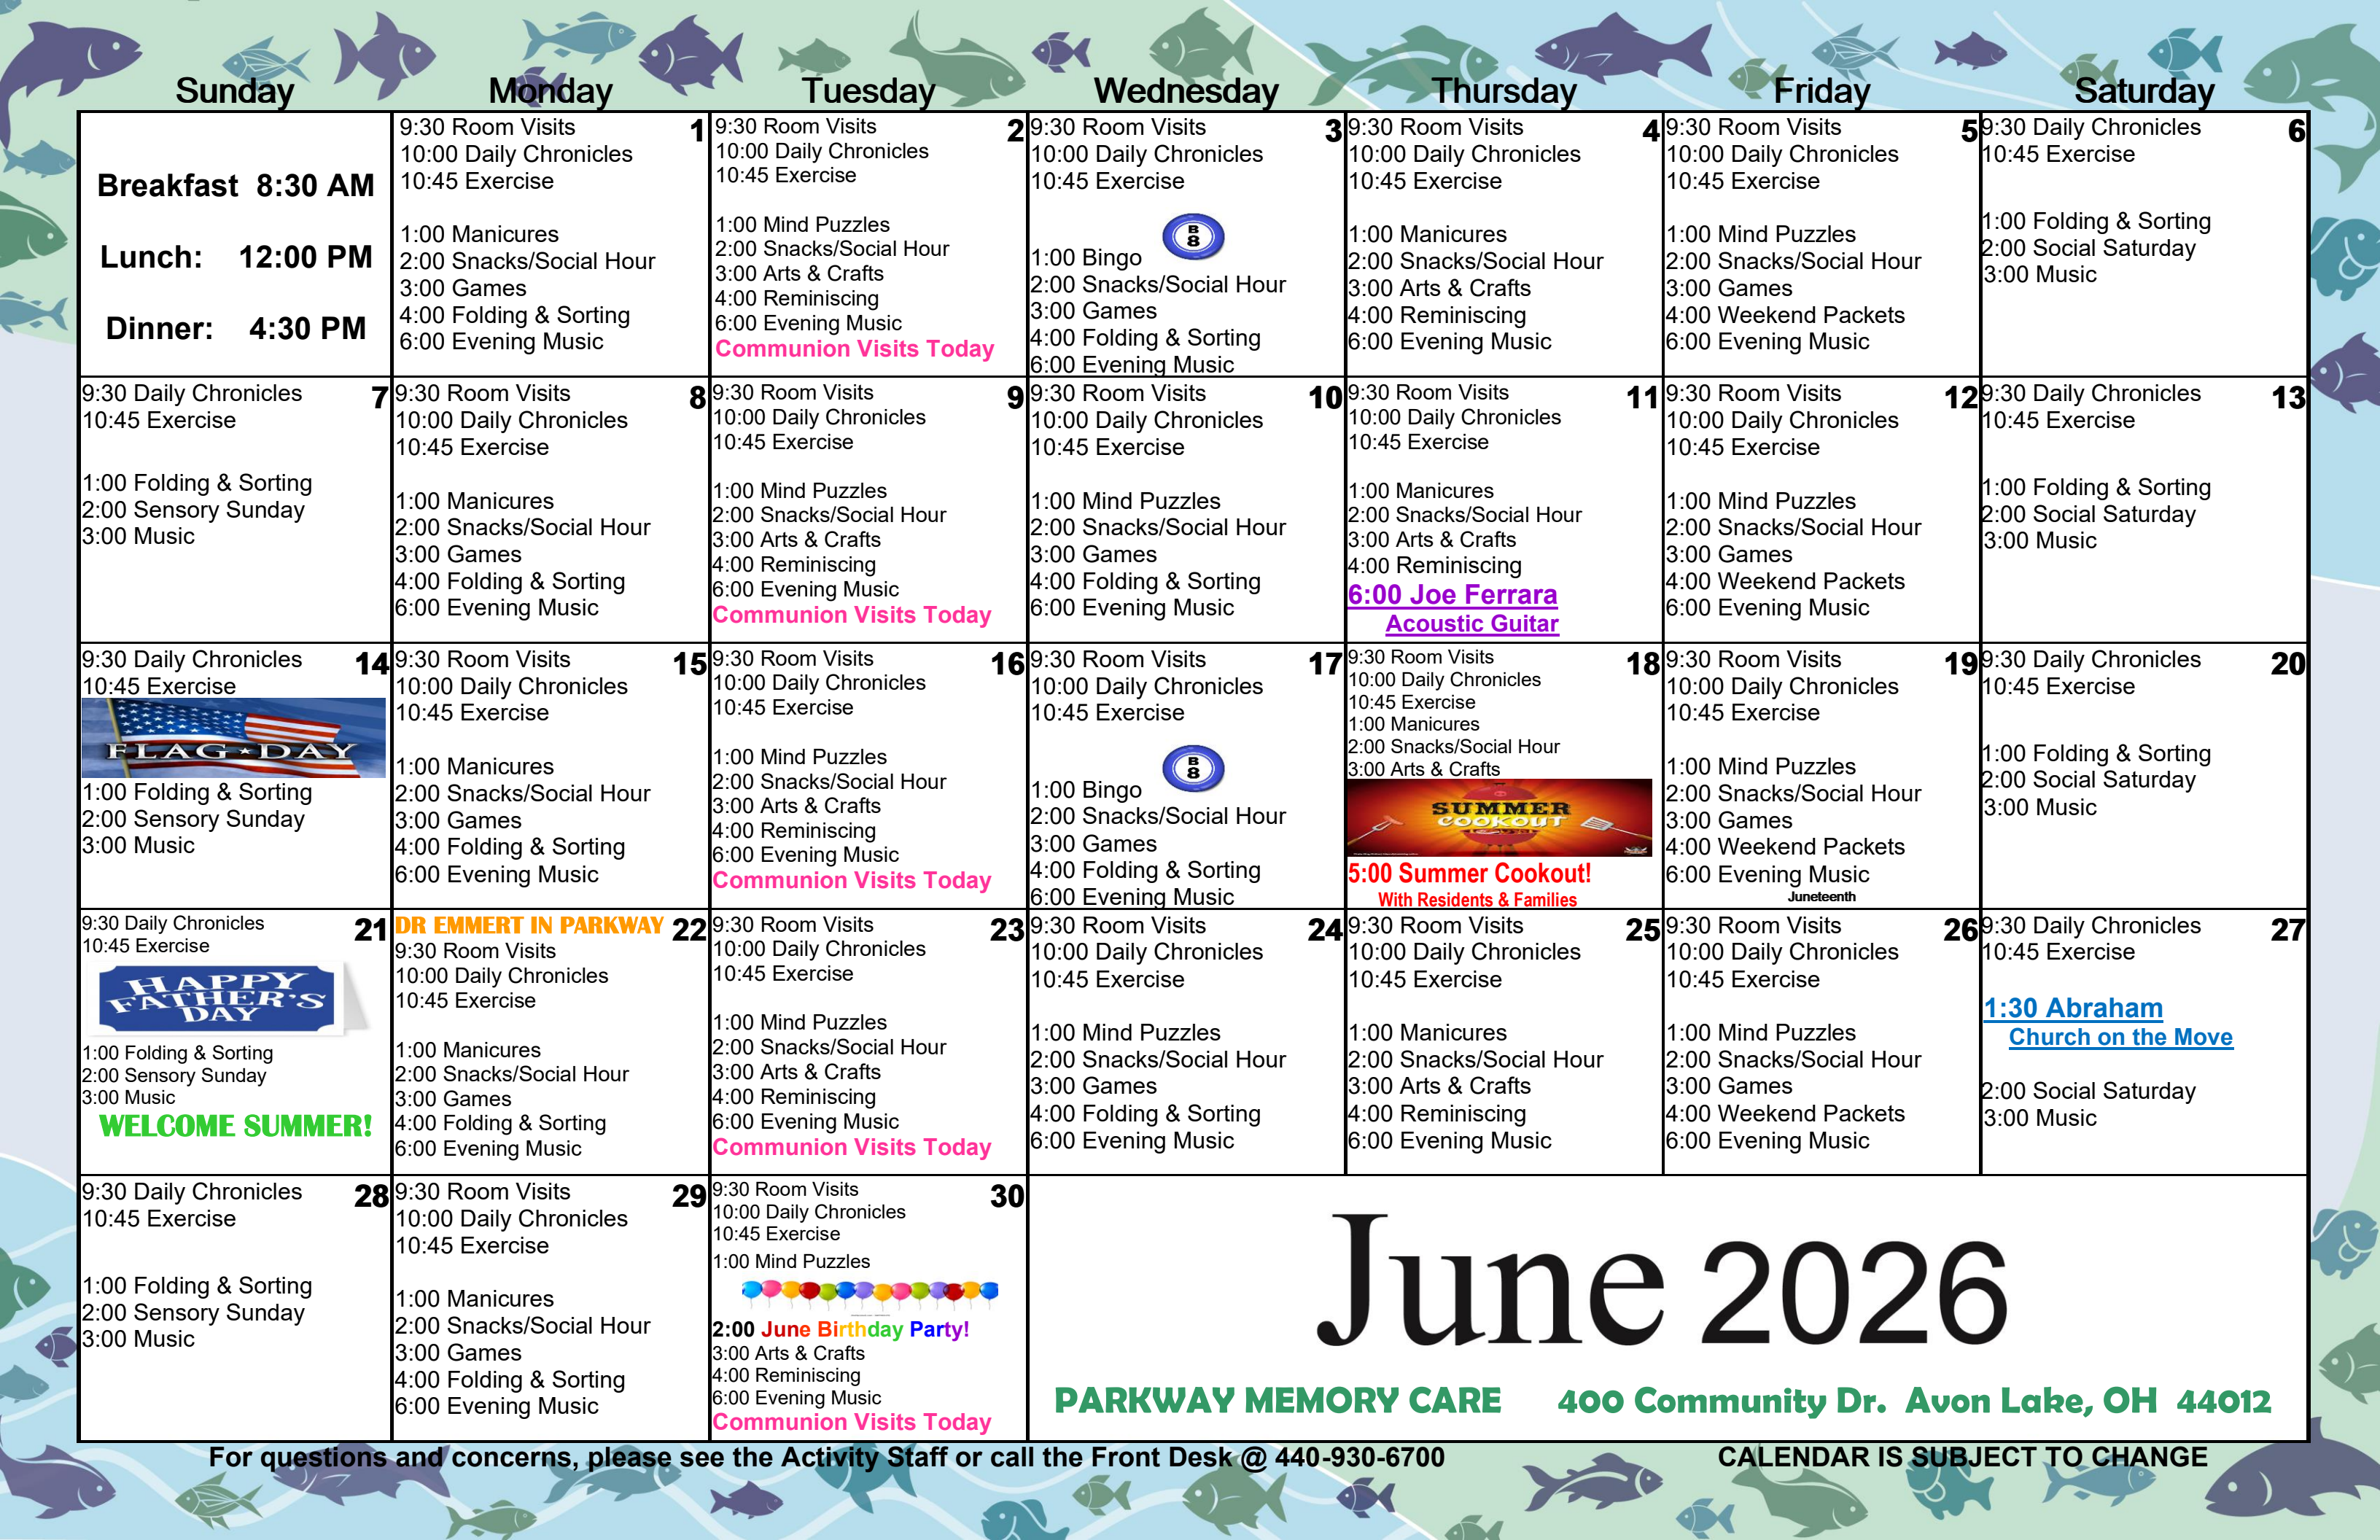 Sunday Monday Tuesday Wednesday Thursday Friday Saturday
Breakfast 8:30 AM
Lunch: 12:00 PM
Dinner: 4:30 PM
1
9:30 Room Visits
10:00 Daily Chronicles
10:45 Exercise
1:00 Manicures
2:00 Snacks/Social Hour
3:00 Games
4:00 Folding & Sorting
6:00 Evening Music
2
9:30 Room Visits
10:00 Daily Chronicles
10:45 Exercise
1:00 Mind Puzzles
2:00 Snacks/Social Hour
3:00 Arts & Crafts
4:00 Reminiscing
6:00 Evening Music
Communion Visits Today
3
9:30 Room Visits
10:00 Daily Chronicles
10:45 Exercise
B
8
1:00 Bingo
2:00 Snacks/Social Hour
3:00 Games
4:00 Folding & Sorting
6:00 Evening Music
4
9:30 Room Visits
10:00 Daily Chronicles
10:45 Exercise
1:00 Manicures
2:00 Snacks/Social Hour
3:00 Arts & Crafts
4:00 Reminiscing
6:00 Evening Music
5
9:30 Room Visits
10:00 Daily Chronicles
10:45 Exercise
1:00 Mind Puzzles
2:00 Snacks/Social Hour
3:00 Games
4:00 Weekend Packets
6:00 Evening Music
6
9:30 Daily Chronicles
10:45 Exercise
1:00 Folding & Sorting
2:00 Social Saturday
3:00 Music
7
9:30 Daily Chronicles
10:45 Exercise
1:00 Folding & Sorting
2:00 Sensory Sunday
3:00 Music
8
9:30 Room Visits
10:00 Daily Chronicles
10:45 Exercise
1:00 Manicures
2:00 Snacks/Social Hour
3:00 Games
4:00 Folding & Sorting
6:00 Evening Music
9
9:30 Room Visits
10:00 Daily Chronicles
10:45 Exercise
1:00 Mind Puzzles
2:00 Snacks/Social Hour
3:00 Arts & Crafts
4:00 Reminiscing
6:00 Evening Music
Communion Visits Today
10
9:30 Room Visits
10:00 Daily Chronicles
10:45 Exercise
1:00 Mind Puzzles
2:00 Snacks/Social Hour
3:00 Games
4:00 Folding & Sorting
6:00 Evening Music
11
9:30 Room Visits
10:00 Daily Chronicles
10:45 Exercise
1:00 Manicures
2:00 Snacks/Social Hour
3:00 Arts & Crafts
4:00 Reminiscing
6:00 Joe Ferrara
Acoustic Guitar
12
9:30 Room Visits
10:00 Daily Chronicles
10:45 Exercise
1:00 Mind Puzzles
2:00 Snacks/Social Hour
3:00 Games
4:00 Weekend Packets
6:00 Evening Music
13
9:30 Daily Chronicles
10:45 Exercise
1:00 Folding & Sorting
2:00 Social Saturday
3:00 Music
14
9:30 Daily Chronicles
10:45 Exercise
FLAG★DAY
1:00 Folding & Sorting
2:00 Sensory Sunday
3:00 Music
15
9:30 Room Visits
10:00 Daily Chronicles
10:45 Exercise
1:00 Manicures
2:00 Snacks/Social Hour
3:00 Games
4:00 Folding & Sorting
6:00 Evening Music
16
9:30 Room Visits
10:00 Daily Chronicles
10:45 Exercise
1:00 Mind Puzzles
2:00 Snacks/Social Hour
3:00 Arts & Crafts
4:00 Reminiscing
6:00 Evening Music
Communion Visits Today
17
9:30 Room Visits
10:00 Daily Chronicles
10:45 Exercise
B
8
1:00 Bingo
2:00 Snacks/Social Hour
3:00 Games
4:00 Folding & Sorting
6:00 Evening Music
18
9:30 Room Visits
10:00 Daily Chronicles
10:45 Exercise
1:00 Manicures
2:00 Snacks/Social Hour
3:00 Arts & Crafts
SUMMER
COOKOUT
5:00 Summer Cookout!
With Residents & Families
19
9:30 Room Visits
10:00 Daily Chronicles
10:45 Exercise
1:00 Mind Puzzles
2:00 Snacks/Social Hour
3:00 Games
4:00 Weekend Packets
6:00 Evening Music
Juneteenth
20
9:30 Daily Chronicles
10:45 Exercise
1:00 Folding & Sorting
2:00 Social Saturday
3:00 Music
21
9:30 Daily Chronicles
10:45 Exercise
HAPPY
FATHER'S
DAY
1:00 Folding & Sorting
2:00 Sensory Sunday
3:00 Music
WELCOME SUMMER!
22
DR EMMERT IN PARKWAY
9:30 Room Visits
10:00 Daily Chronicles
10:45 Exercise
1:00 Manicures
2:00 Snacks/Social Hour
3:00 Games
4:00 Folding & Sorting
6:00 Evening Music
23
9:30 Room Visits
10:00 Daily Chronicles
10:45 Exercise
1:00 Mind Puzzles
2:00 Snacks/Social Hour
3:00 Arts & Crafts
4:00 Reminiscing
6:00 Evening Music
Communion Visits Today
24
9:30 Room Visits
10:00 Daily Chronicles
10:45 Exercise
1:00 Mind Puzzles
2:00 Snacks/Social Hour
3:00 Games
4:00 Folding & Sorting
6:00 Evening Music
25
9:30 Room Visits
10:00 Daily Chronicles
10:45 Exercise
1:00 Manicures
2:00 Snacks/Social Hour
3:00 Arts & Crafts
4:00 Reminiscing
6:00 Evening Music
26
9:30 Room Visits
10:00 Daily Chronicles
10:45 Exercise
1:00 Mind Puzzles
2:00 Snacks/Social Hour
3:00 Games
4:00 Weekend Packets
6:00 Evening Music
27
9:30 Daily Chronicles
10:45 Exercise
1:30 Abraham
Church on the Move
2:00 Social Saturday
3:00 Music
28
9:30 Daily Chronicles
10:45 Exercise
1:00 Folding & Sorting
2:00 Sensory Sunday
3:00 Music
29
9:30 Room Visits
10:00 Daily Chronicles
10:45 Exercise
1:00 Manicures
2:00 Snacks/Social Hour
3:00 Games
4:00 Folding & Sorting
6:00 Evening Music
30
9:30 Room Visits
10:00 Daily Chronicles
10:45 Exercise
1:00 Mind Puzzles
2:00 June Birthday Party!
3:00 Arts & Crafts
4:00 Reminiscing
6:00 Evening Music
Communion Visits Today
June 2026
PARKWAY MEMORY CARE 400 Community Dr. Avon Lake, OH 44012
For questions and concerns, please see the Activity Staff or call the Front Desk @ 440-930-6700 CALENDAR IS SUBJECT TO CHANGE